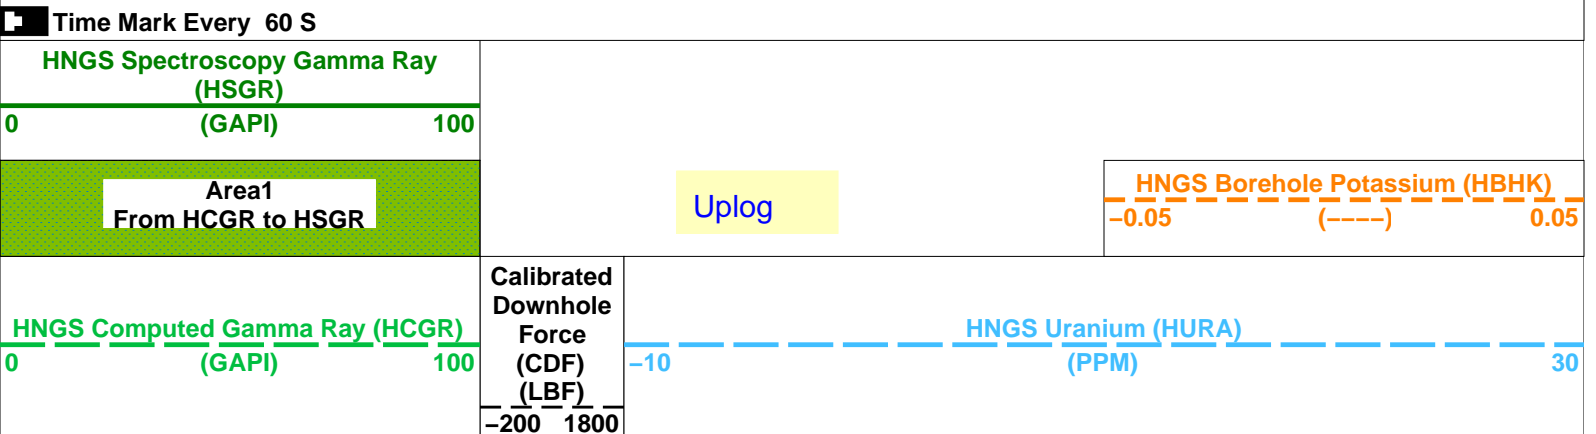 Time Mark Every 60 S
HNGS Spectroscopy Gamma Ray
(HSGR)
0 (GAPI) 100
Area1
From HCGR to HSGR
Uplog
HNGS Borehole Potassium (HBHK)
−0.05 (−−−−) 0.05
HNGS Computed Gamma Ray (HCGR)
0 (GAPI) 100
Calibrated
Downhole
Force
(CDF)
(LBF)
−200 1800
HNGS Uranium (HURA)
−10 (PPM) 30